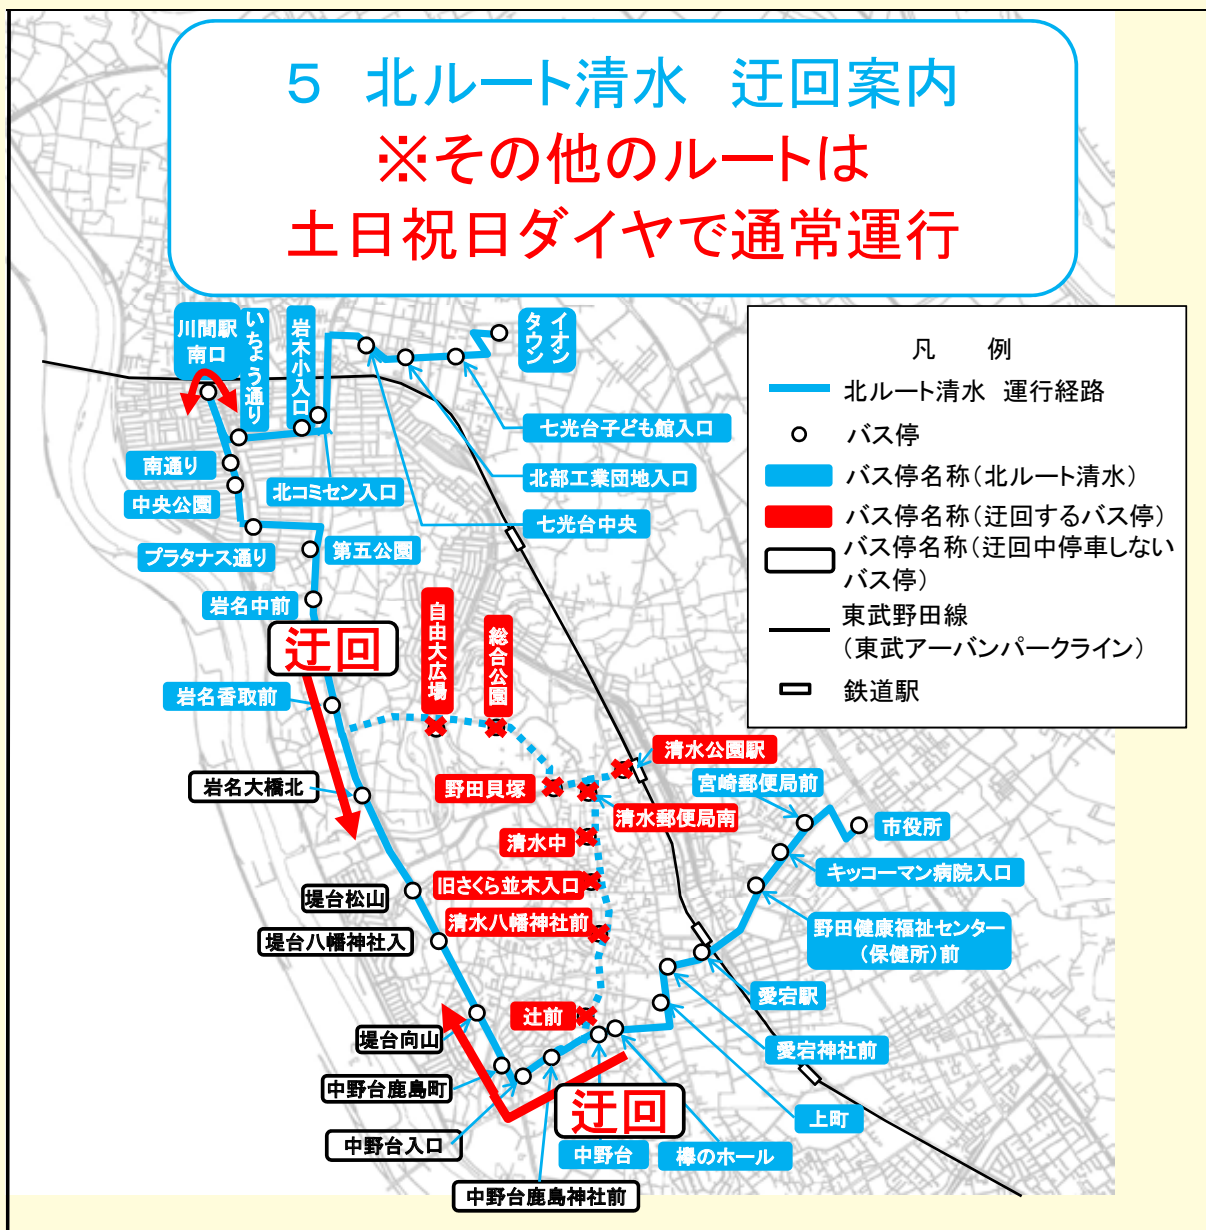 ５　北ルート清水　迂回案内
※その他のルートは
土日祝日ダイヤで通常運行
川間駅
南口
いちょう通り
岩木小入口
イオン
タウン
凡　例
北ルート清水　運行経路
バス停
バス停名称（北ルート清水）
バス停名称（迂回するバス停）
バス停名称（迂回中停車しない
バス停）
東武野田線
（東武アーバンパークライン）
鉄道駅
七光台子ども館入口
南通り
北部工業団地入口
北コミセン入口
中央公園
七光台中央
プラタナス通り
第五公園
岩名中前
自由大広場
総合公園
迂回
岩名香取前
清水公園駅
岩名大橋北
野田貝塚
宮崎郵便局前
清水郵便局南
市役所
清水中
キッコーマン病院入口
旧さくら並木入口
堤台松山
清水八幡神社前
野田健康福祉センター
（保健所）前
堤台八幡神社入
愛宕駅
辻前
堤台向山
愛宕神社前
中野台鹿島町
迂回
上町
中野台入口
中野台
欅のホール
中野台鹿島神社前